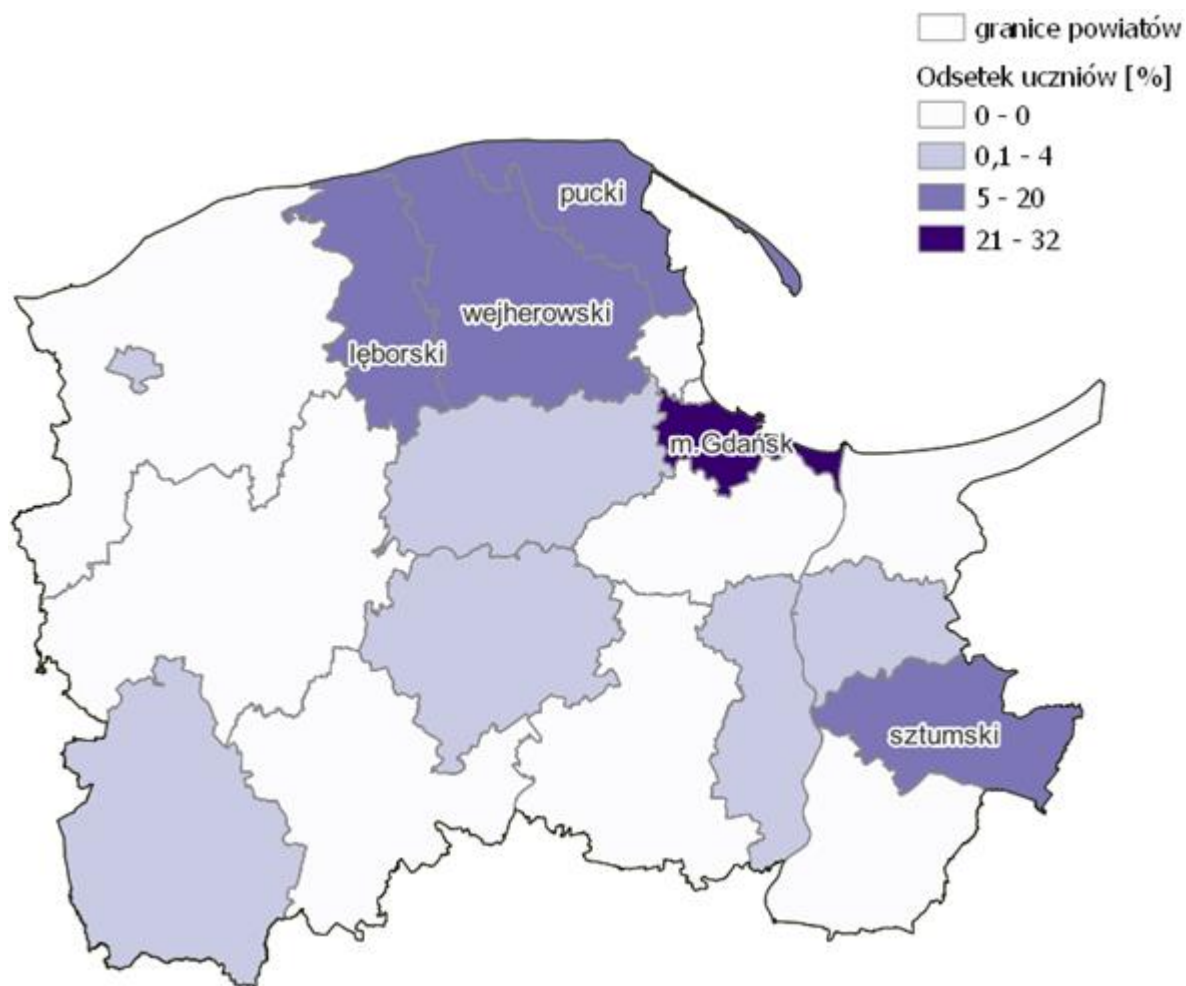 granice powiatów
Odsetek uczniów [%]
0 - 0
0,1 - 4
5 - 20
21 - 32
pucki
wejherowski
lęborski
m.Gdańsk
sztumski